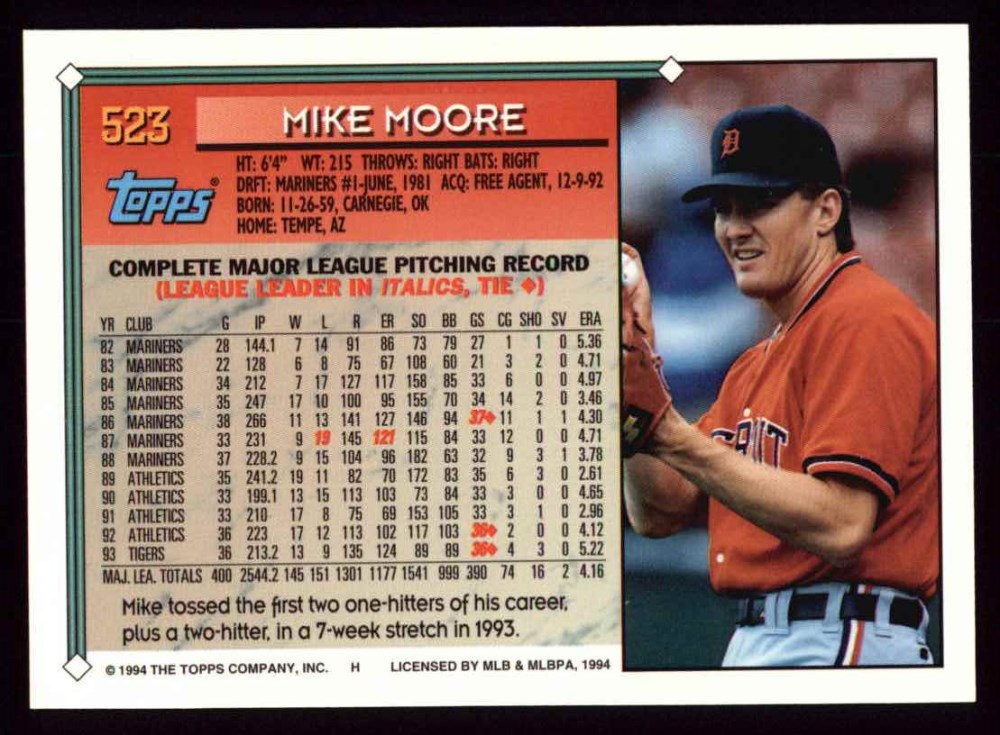 523
MIKE MOORE
HT: 6'4" WT: 215 THROWS: RIGHT BATS: RIGHT
DRFT: MARINERS #1-JUNE, 1981 ACQ: FREE AGENT, 12-9-92
BORN: 11-26-59, CARNEGIE, OK
HOME: TEMPE, AZ
TOPPS®
COMPLETE MAJOR LEAGUE PITCHING RECORD
(LEAGUE LEADER IN ITALICS, TIE ◆)
YR CLUB G IP W L R ER SO BB GS CG SHO SV ERA
82 MARINERS 28 144.1 7 14 91 86 73 79 27 1 1 0 5.36
83 MARINERS 22 128 6 8 75 67 108 60 21 3 2 0 4.71
84 MARINERS 34 212 7 17 127 117 158 85 33 6 0 0 4.97
85 MARINERS 35 247 17 10 100 95 155 70 34 14 2 0 3.46
86 MARINERS 38 266 11 13 141 127 146 94 37◆ 11 1 1 4.30
87 MARINERS 33 231 9 19 145 121 115 84 33 12 0 0 4.71
88 MARINERS 37 228.2 9 15 104 96 182 63 32 9 3 1 3.78
89 ATHLETICS 35 241.2 19 11 82 70 172 83 35 6 3 0 2.61
90 ATHLETICS 33 199.1 13 15 113 103 73 84 33 3 0 0 4.65
91 ATHLETICS 33 210 17 8 75 69 153 105 33 3 1 0 2.96
92 ATHLETICS 36 223 17 12 113 102 117 103 36◆ 2 0 0 4.12
93 TIGERS 36 213.2 13 9 135 124 89 89 36◆ 4 3 0 5.22
MAJ. LEA. TOTALS 400 2544.2 145 151 1301 1177 1541 999 390 74 16 2 4.16
Mike tossed the first two one-hitters of his career,
plus a two-hitter, in a 7-week stretch in 1993.
© 1994 THE TOPPS COMPANY, INC. H LICENSED BY MLB & MLBPA, 1994